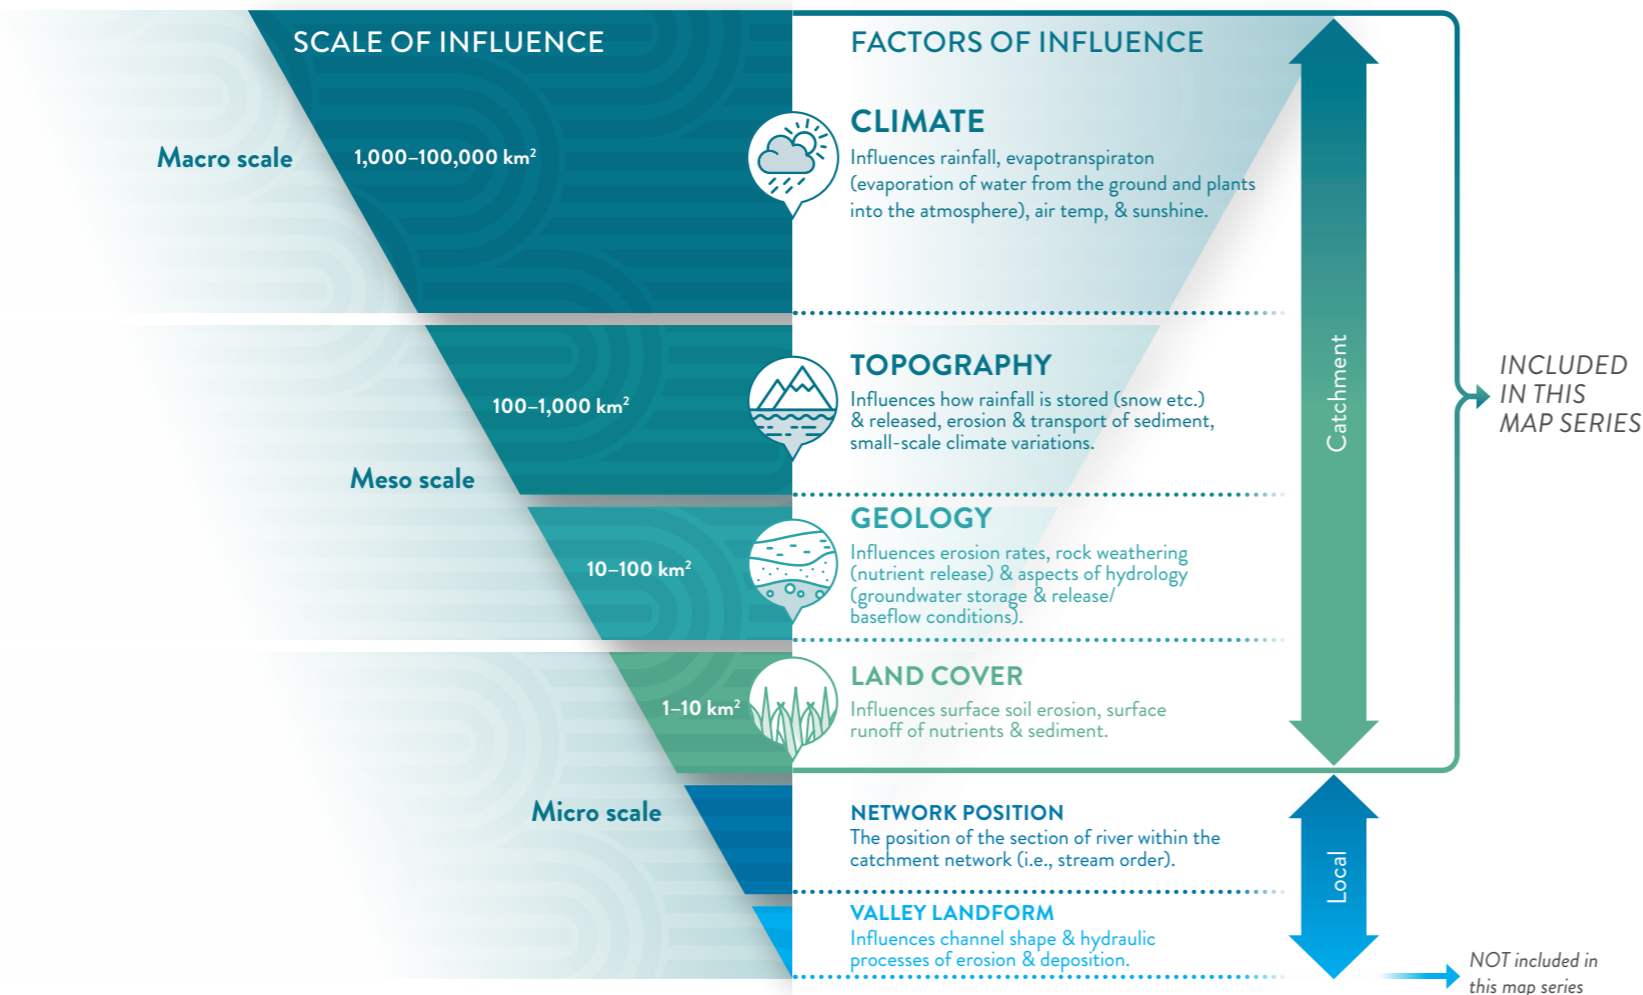 SCALE OF INFLUENCE
FACTORS OF INFLUENCE
Macro scale
1,000–100,000 km²
CLIMATE
Influences rainfall, evapotranspiraton
(evaporation of water from the ground and plants
into the atmosphere), air temp, & sunshine.
Meso scale
100–1,000 km²
TOPOGRAPHY
Influences how rainfall is stored (snow etc.)
& released, erosion & transport of sediment,
small-scale climate variations.
10–100 km²
GEOLOGY
Influences erosion rates, rock weathering
(nutrient release) & aspects of hydrology
(groundwater storage & release/
baseflow conditions).
Micro scale
1–10 km²
LAND COVER
Influences surface soil erosion, surface
runoff of nutrients & sediment.
NETWORK POSITION
The position of the section of river within the
catchment network (i.e., stream order).
VALLEY LANDFORM
Influences channel shape & hydraulic
processes of erosion & deposition.
Catchment
Local
INCLUDED
IN THIS
MAP SERIES
NOT included in
this map series